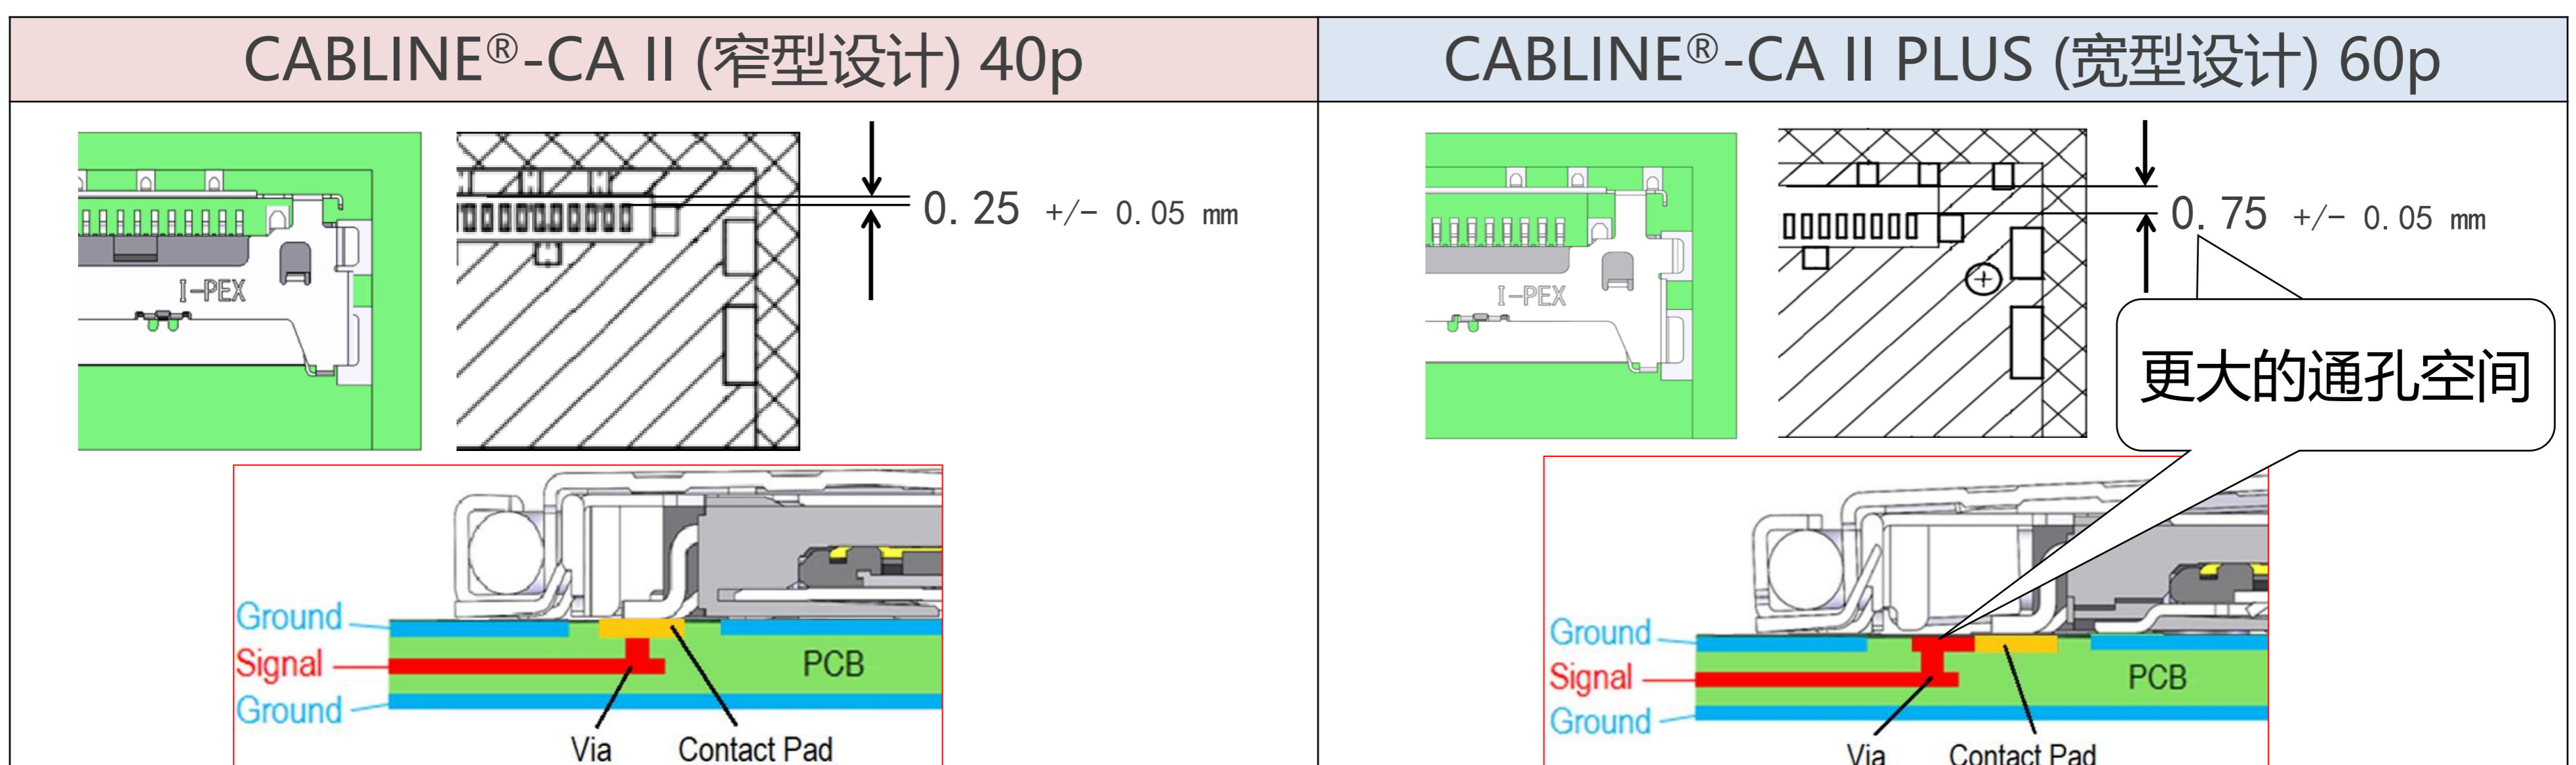 CABLINE®-CA II (窄型设计) 40p
I-PEX
0.25 +/- 0.05 mm
Ground
Signal
Ground
PCB
Via
Contact Pad
CABLINE®-CA II PLUS (宽型设计) 60p
I-PEX
0.75 +/- 0.05 mm
更大的通孔空间
Ground
Signal
Ground
PCB
Via
Contact Pad